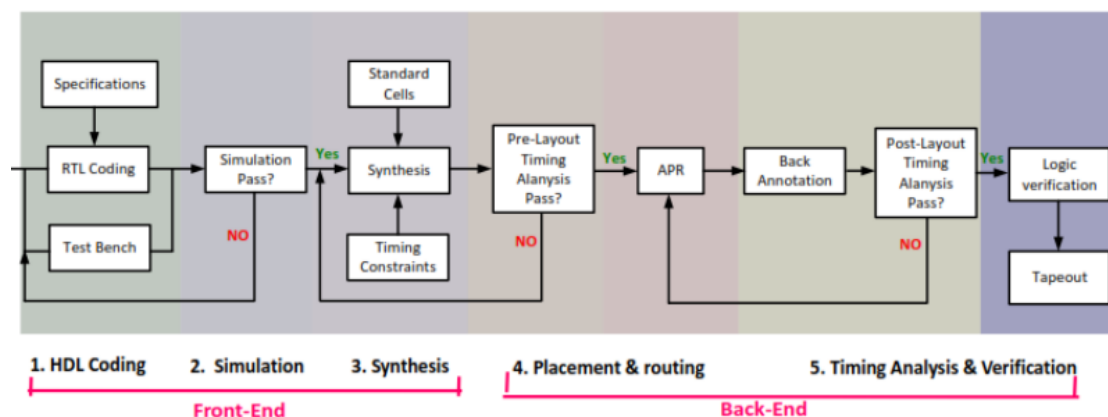 Specifications
RTL Coding
Test Bench
Simulation
Pass?
Yes
NO
Standard
Cells
Synthesis
Timing
Constraints
Pre-Layout
Timing
Alanysis
Pass?
Yes
NO
APR
Back
Annotation
Post-Layout
Timing
Alanysis
Pass?
Yes
NO
Logic
verification
Tapeout
1. HDL Coding
2. Simulation
3. Synthesis
4. Placement & routing
5. Timing Analysis & Verification
Front-End
Back-End